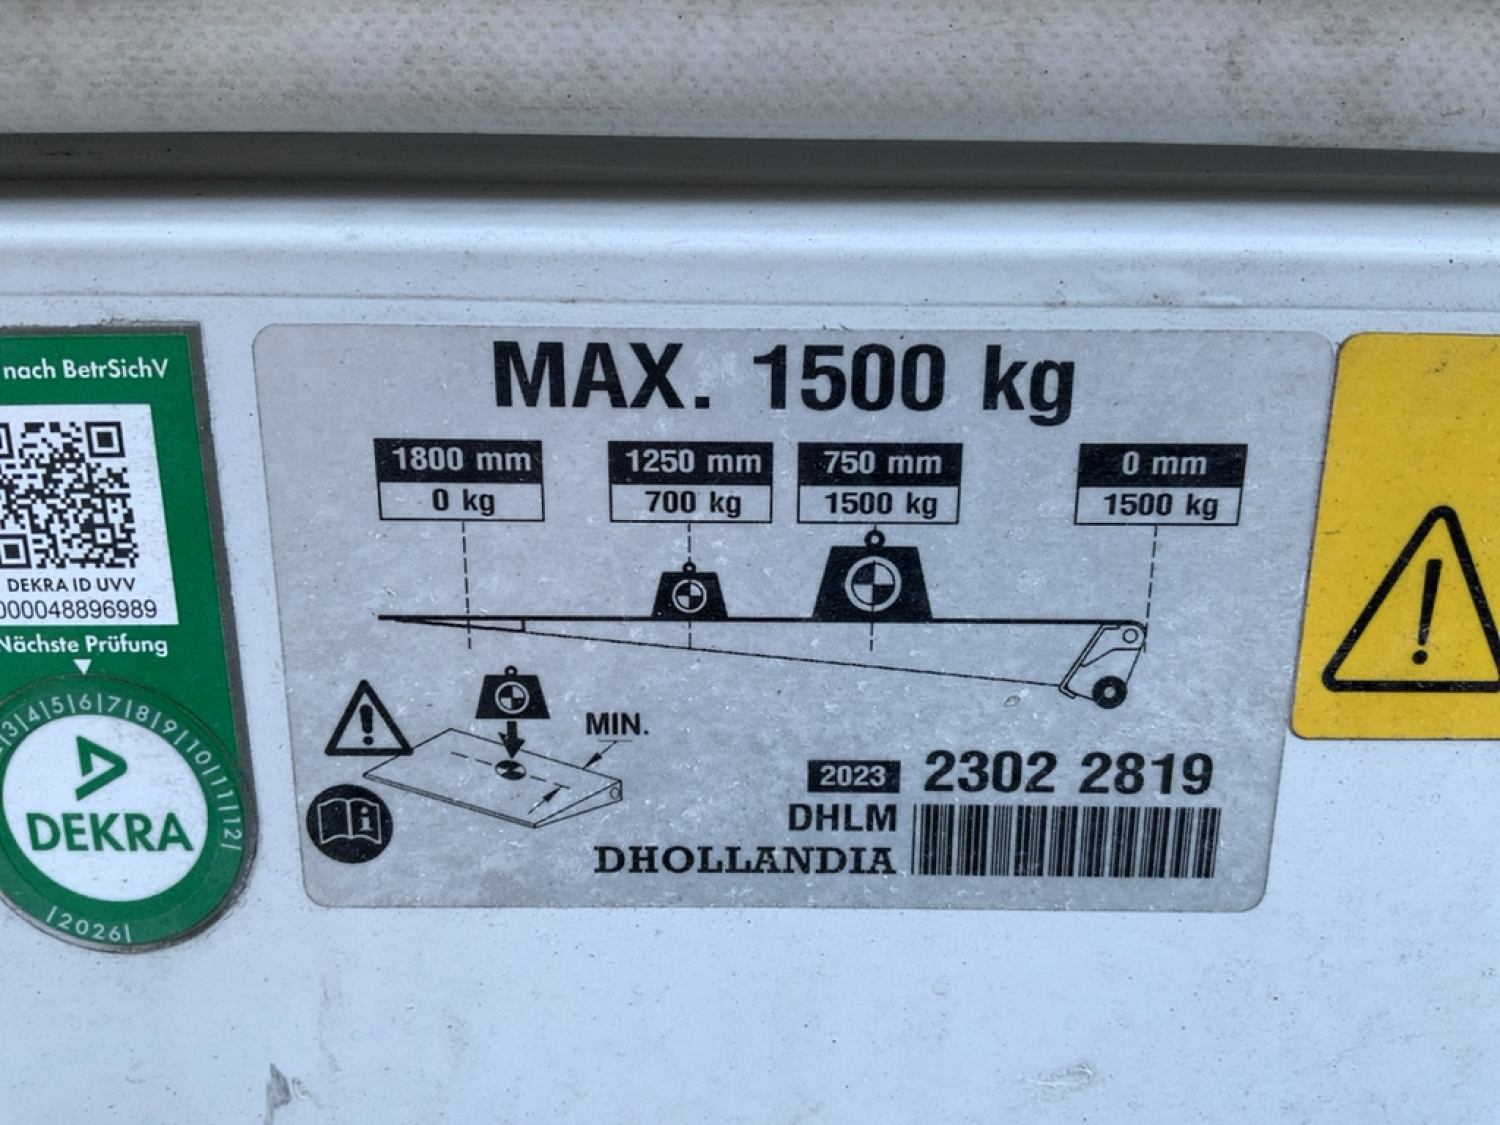 nach BetrSichV
DEKRA ID UVV
000048896989
Nächste Prüfung
3|4|5|6|7|8|9|10|11|12|
DEKRA
|2026|
MAX. 1500 kg
1800 mm
0 kg
1250 mm
700 kg
750 mm
1500 kg
0 mm
1500 kg
MIN.
2023 2302 2819
DHLM
DHOLLANDIA